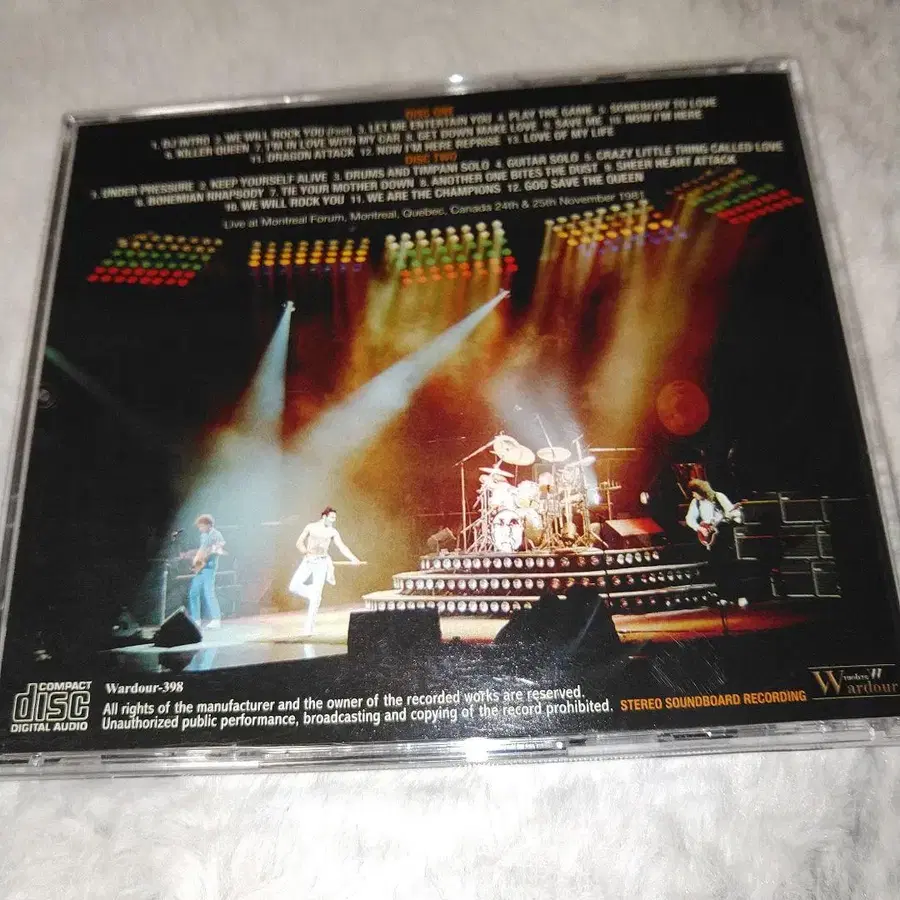 DISC ONE
1. DJ INTRO 2. WE WILL ROCK YOU (Fast) 3. LET ME ENTERTAIN YOU 4. PLAY THE GAME 5. SOMEBODY TO LOVE
6. KILLER QUEEN 7. I'M IN LOVE WITH MY CAR 8. GET DOWN MAKE LOVE 9. SAVE ME 10. NOW I'M HERE
11. DRAGON ATTACK 12. NOW I'M HERE REPRISE 13. LOVE OF MY LIFE
DISC TWO
1. UNDER PRESSURE 2. KEEP YOURSELF ALIVE 3. DRUMS AND TIMPANI SOLO 4. GUITAR SOLO 5. CRAZY LITTLE THING CALLED LOVE
6. BOHEMIAN RHAPSODY 7. TIE YOUR MOTHER DOWN 8. ANOTHER ONE BITES THE DUST 9. SHEER HEART ATTACK
10. WE WILL ROCK YOU 11. WE ARE THE CHAMPIONS 12. GOD SAVE THE QUEEN
Live at Montreal Forum, Montreal, Quebec, Canada 24th & 25th November 1981
COMPACT
disc
DIGITAL AUDIO
Wardour-398
All rights of the manufacturer and the owner of the recorded works are reserved.
Unauthorized public performance, broadcasting and copying of the record prohibited.
STEREO SOUNDBOARD RECORDING
Wardour